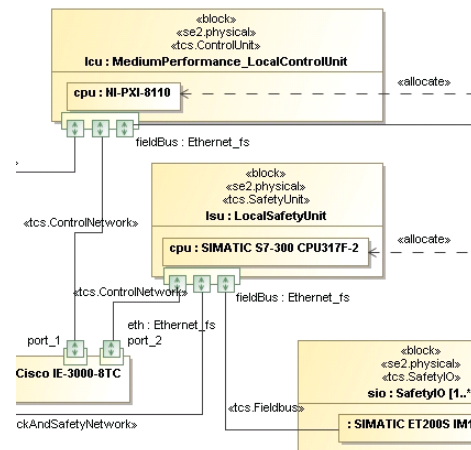 «block»
«se2.physical»
«tcs.ControlUnit»
lcu : MediumPerformance_LocalControlUnit
cpu : NI-PXI-8110
«allocate»
fieldBus : Ethernet_fs
«block»
«se2.physical»
«tcs.SafetyUnit»
lsu : LocalSafetyUnit
«tcs.ControlNetwork»
cpu : SIMATIC S7-300 CPU317F-2
«allocate»
«tcs.ControlNetwork»
fieldBus : Ethernet_fs
eth : Ethernet_fs
port_1
port_2
Cisco IE-3000-8TC
«block»
«se2.physical»
«tcs.SafetyIO»
sio : SafetyIO [1..*
«tcs.Fieldbus»
ckAndSafetyNetwork»
: SIMATIC ET200S IM1